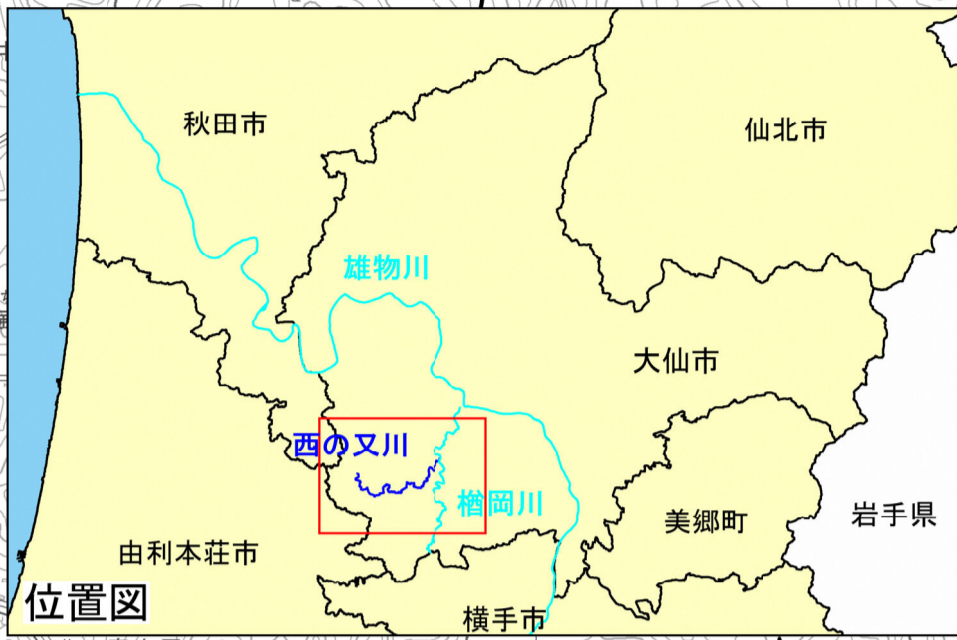 秋田市
仙北市
雄物川
大仙市
西の又川
楢岡川
美郷町
岩手県
由利本荘市
位置図
横手市